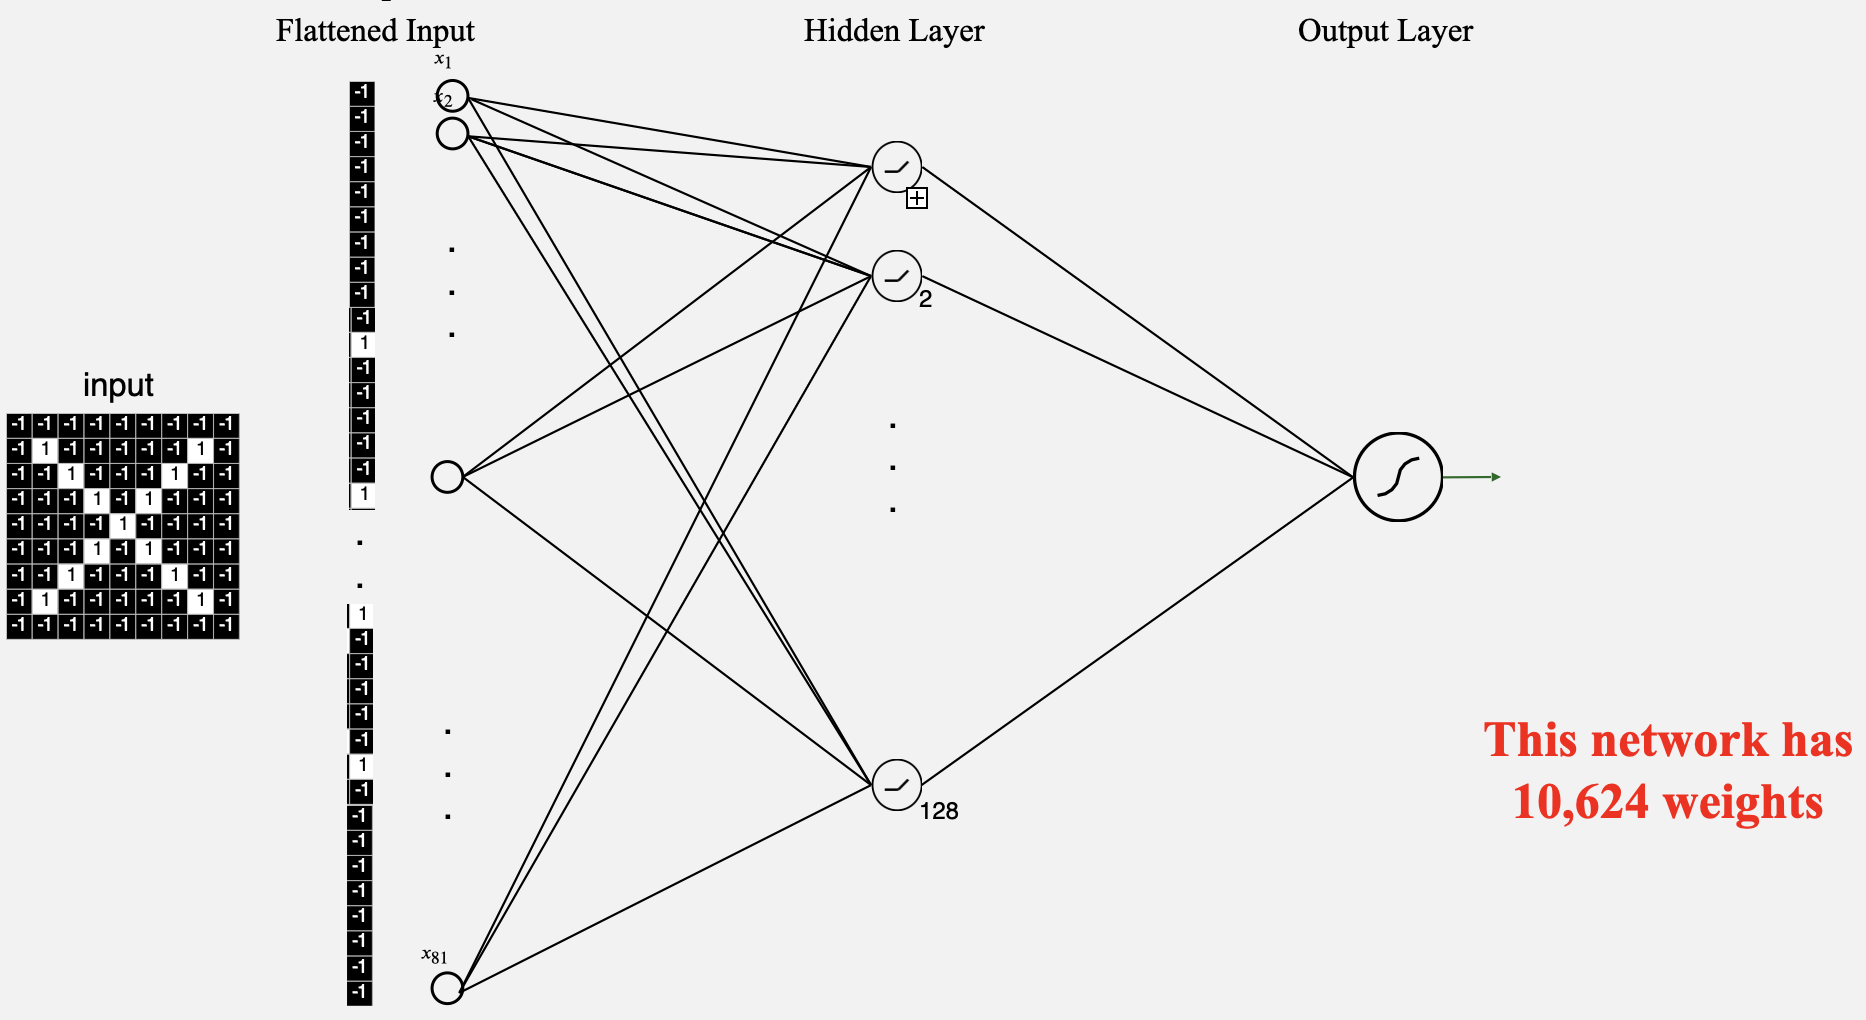 Flattened Input
Hidden Layer
Output Layer
x1
x2
-1
-1
-1
-1
-1
-1
-1
-1
-1
-1
1
-1
-1
-1
-1
-1
1
1
-1
-1
-1
-1
-1
1
-1
-1
-1
-1
-1
-1
-1
-1
-1
x81
2
128
input
-1 -1 -1 -1 -1 -1 -1 -1 -1
-1 1 -1 -1 -1 -1 -1 1 -1
-1 -1 1 -1 -1 -1 1 -1 -1
-1 -1 -1 1 -1 1 -1 -1 -1
-1 -1 -1 -1 1 -1 -1 -1 -1
-1 -1 -1 1 -1 1 -1 -1 -1
-1 -1 1 -1 -1 -1 1 -1 -1
-1 1 -1 -1 -1 -1 -1 1 -1
-1 -1 -1 -1 -1 -1 -1 -1 -1
This network has
10,624 weights